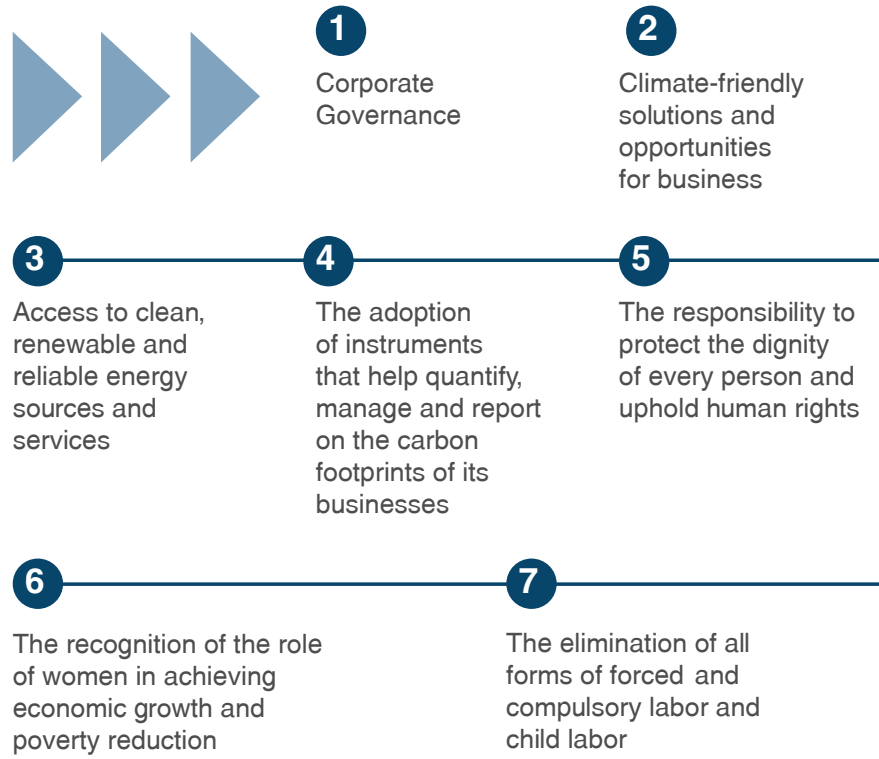 1
Corporate
Governance
2
Climate-friendly
solutions and
opportunities
for business
3
Access to clean,
renewable and
reliable energy
sources and
services
4
The adoption
of instruments
that help quantify,
manage and report
on the carbon
footprints of its
businesses
5
The responsibility to
protect the dignity
of every person and
uphold human rights
6
The recognition of the role
of women in achieving
economic growth and
poverty reduction
7
The elimination of all
forms of forced and
compulsory labor and
child labor